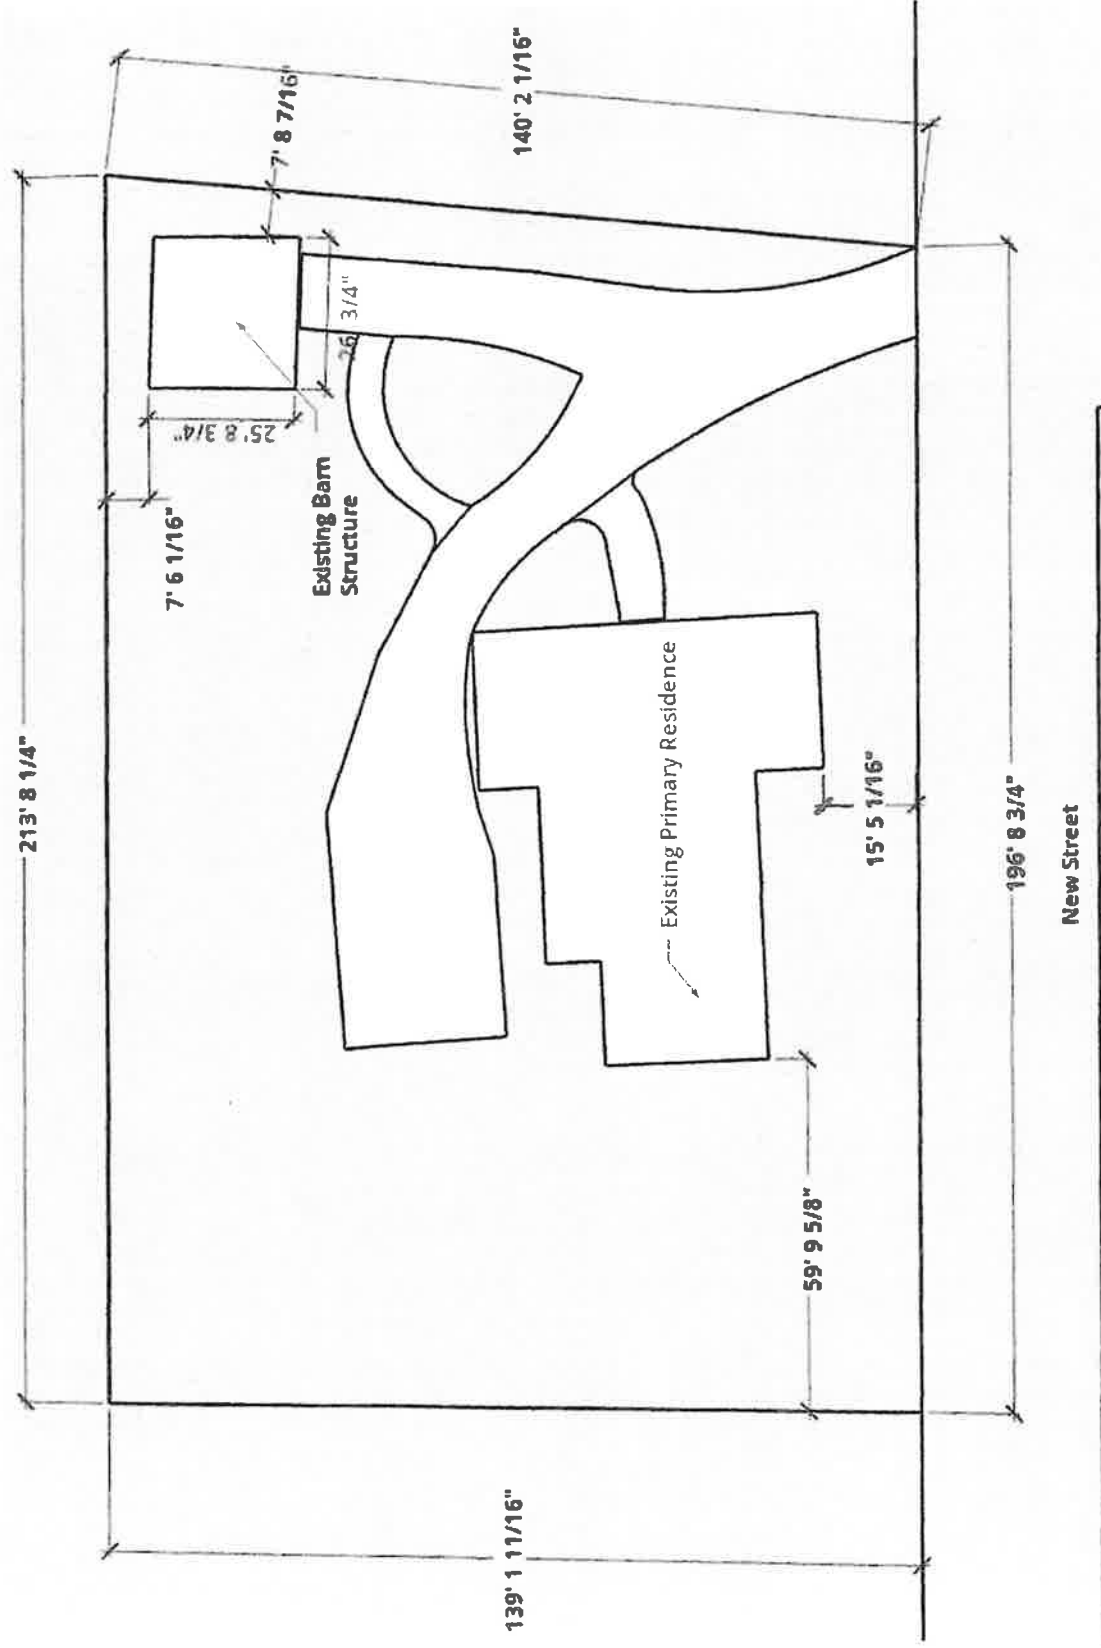 213' 8 1/4"
140' 2 1/16"
7' 8 7/16"
26' 3/4"
25' 8 3/4"
7' 6 1/16"
Existing Barn
Structure
Existing Primary Residence
15' 5 1/16"
59' 9 5/8"
139' 1 11/16"
196' 8 3/4"
New Street